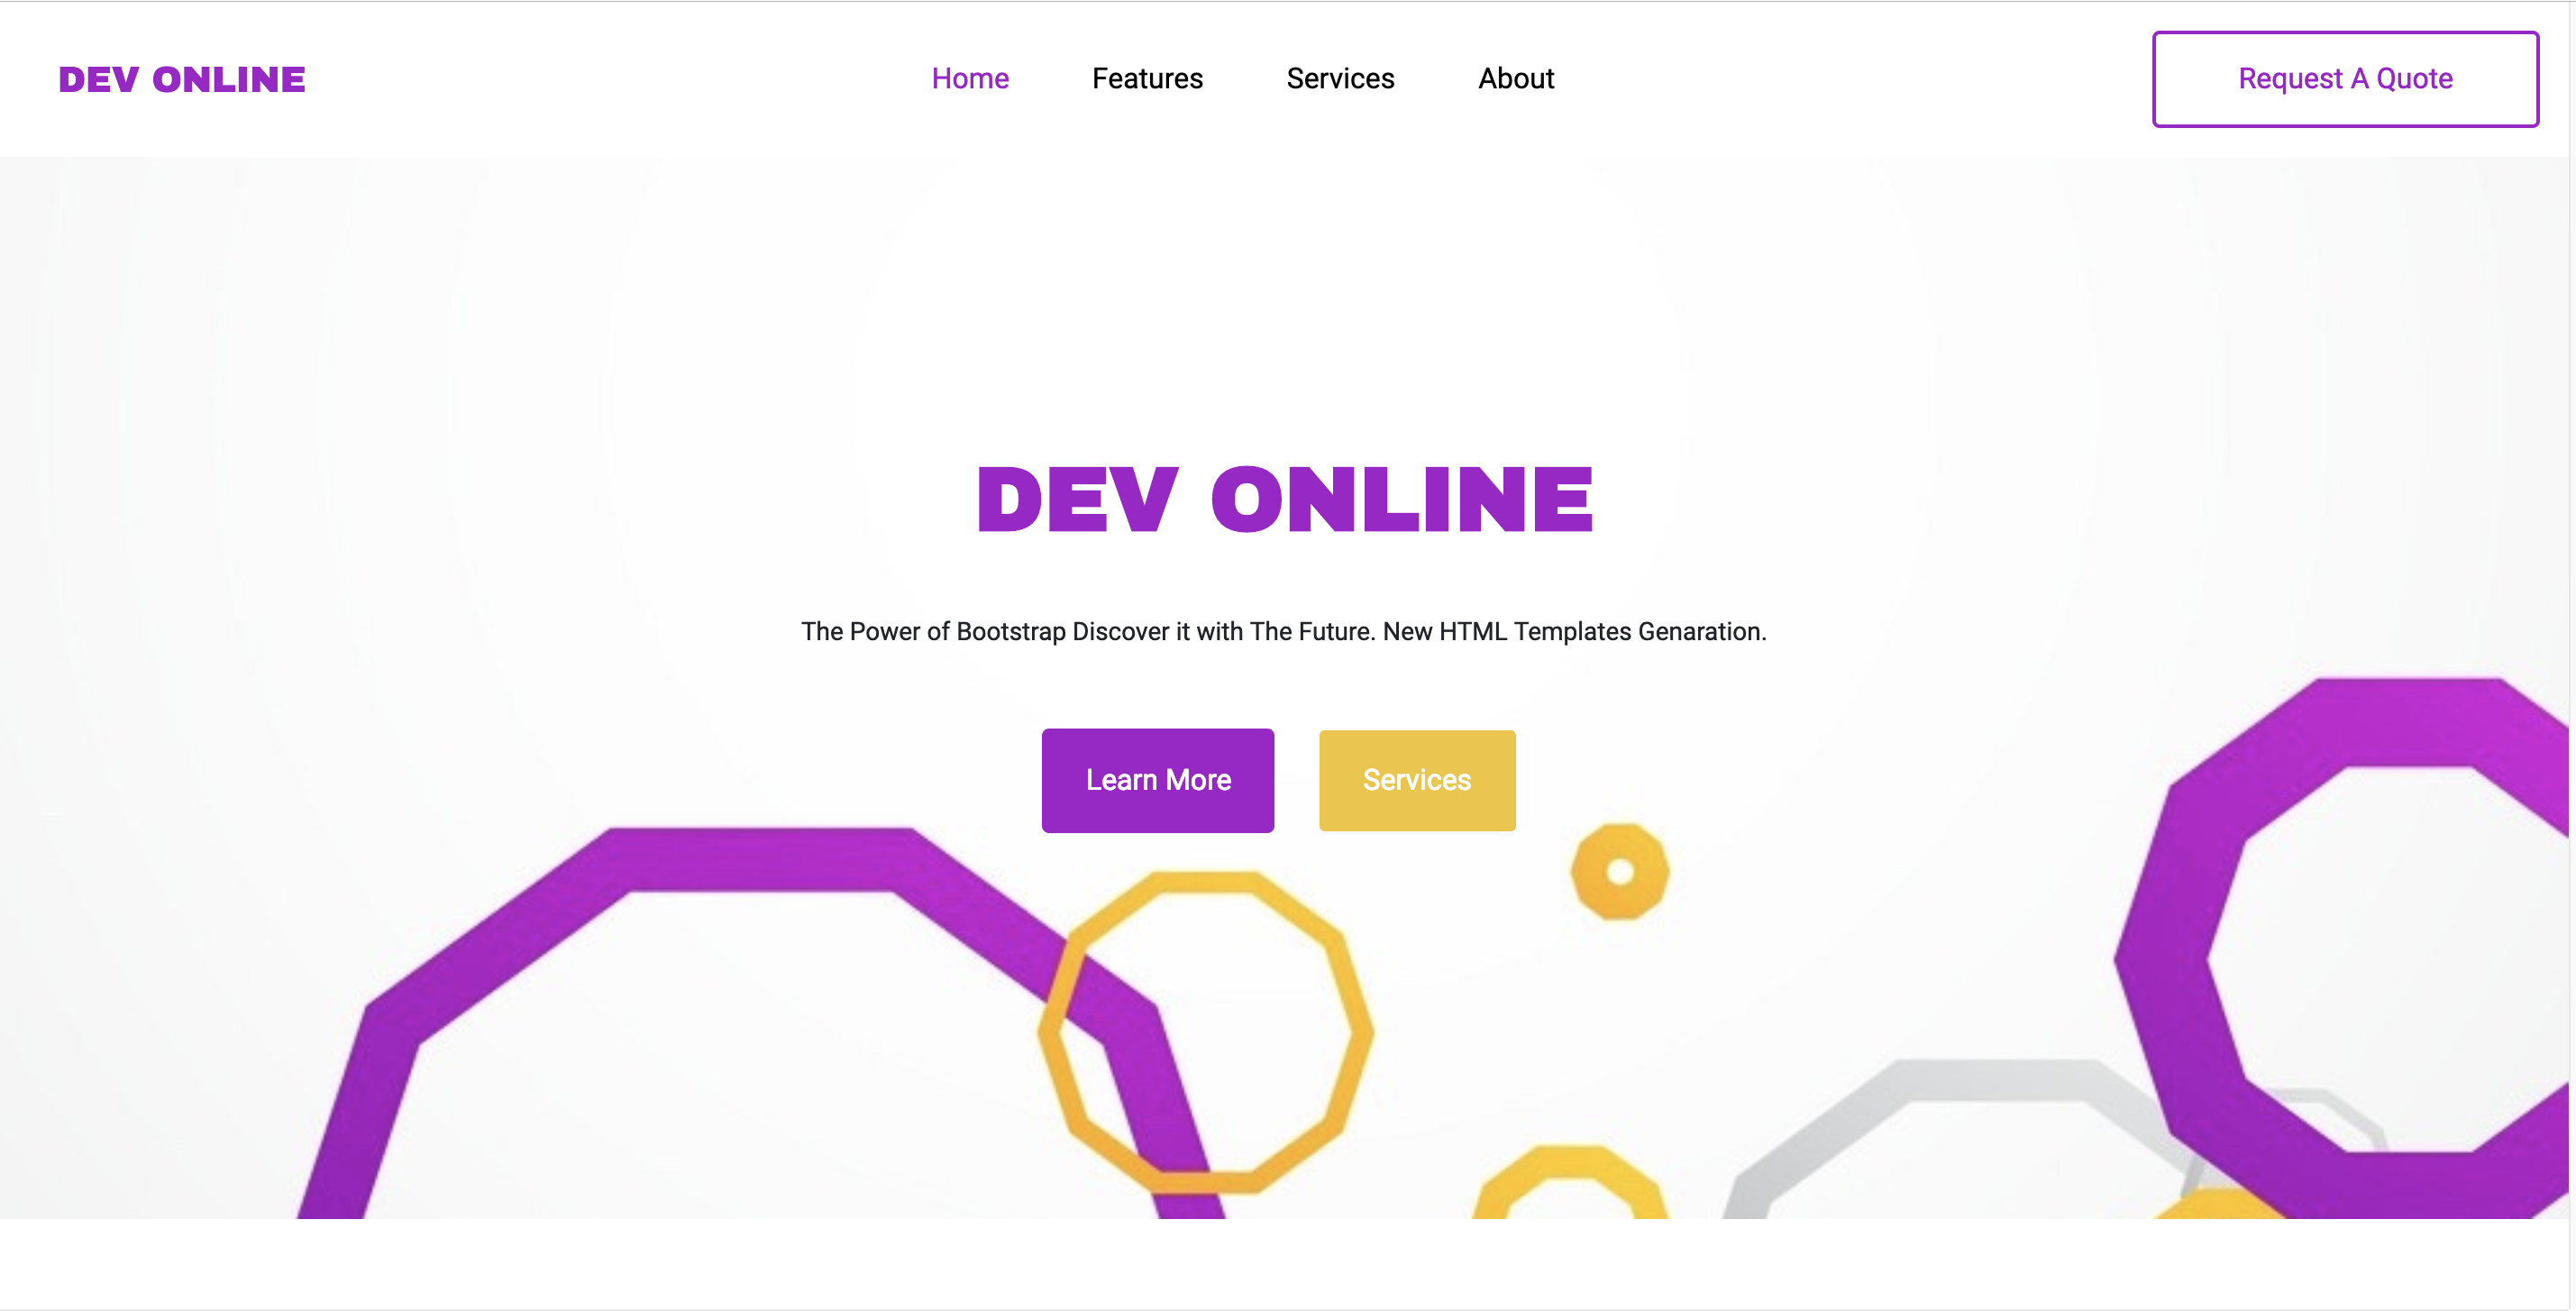 DEV ONLINE
Home Features Services About
Request A Quote
DEV ONLINE
The Power of Bootstrap Discover it with The Future. New HTML Templates Genaration.
Learn More
Services